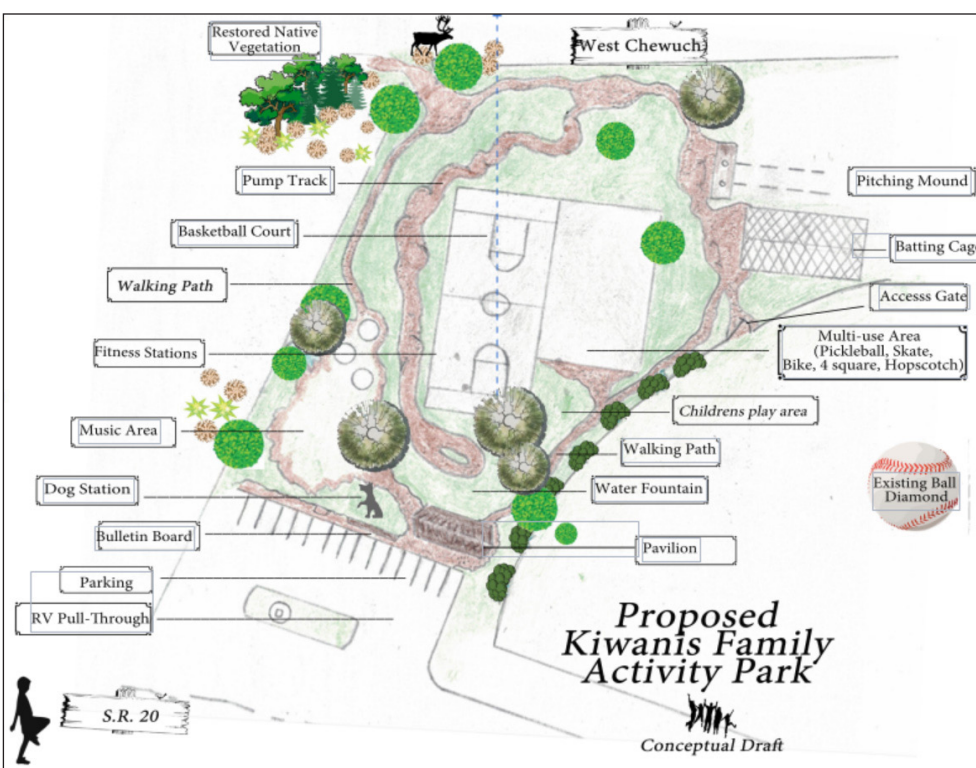 Restored Native
Vegetation
West Chewuch
Pump Track
Pitching Mound
Basketball Court
Batting Cag
Walking Path
Accesss Gate
Fitness Stations
Multi-use Area
(Pickleball, Skate,
Bike, 4 square, Hopscotch)
Childrens play area
Music Area
Walking Path
Dog Station
Water Fountain
Existing Ball
Diamond
Bulletin Board
Pavilion
Parking
RV Pull-Through
Proposed
Kiwanis Family
Activity Park
S.R. 20
Conceptual Draft